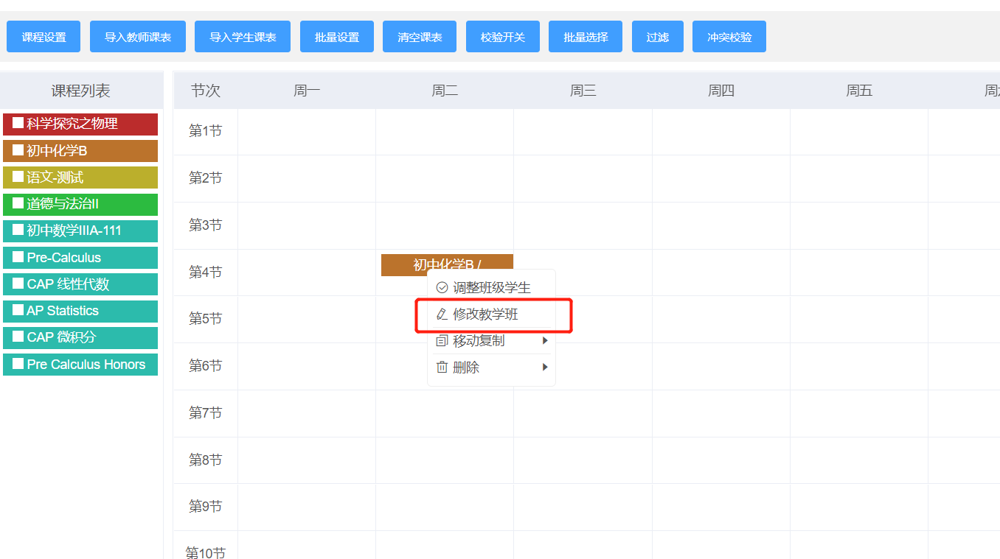 课程设置 导入教师课表 导入学生课表 批量设置 清空课表 校验开关 批量选择 过滤 冲突校验
课程列表
科学探究之物理
初中化学B
语文-测试
道德与法治II
初中数学IIIA-111
Pre-Calculus
CAP 线性代数
AP Statistics
CAP 微积分
Pre Calculus Honors
节次 周一 周二 周三 周四 周五 周
第1节
第2节
第3节
第4节
初中化学B /
调整班级学生
修改教学班
移动复制
删除
第5节
第6节
第7节
第8节
第9节
第10节